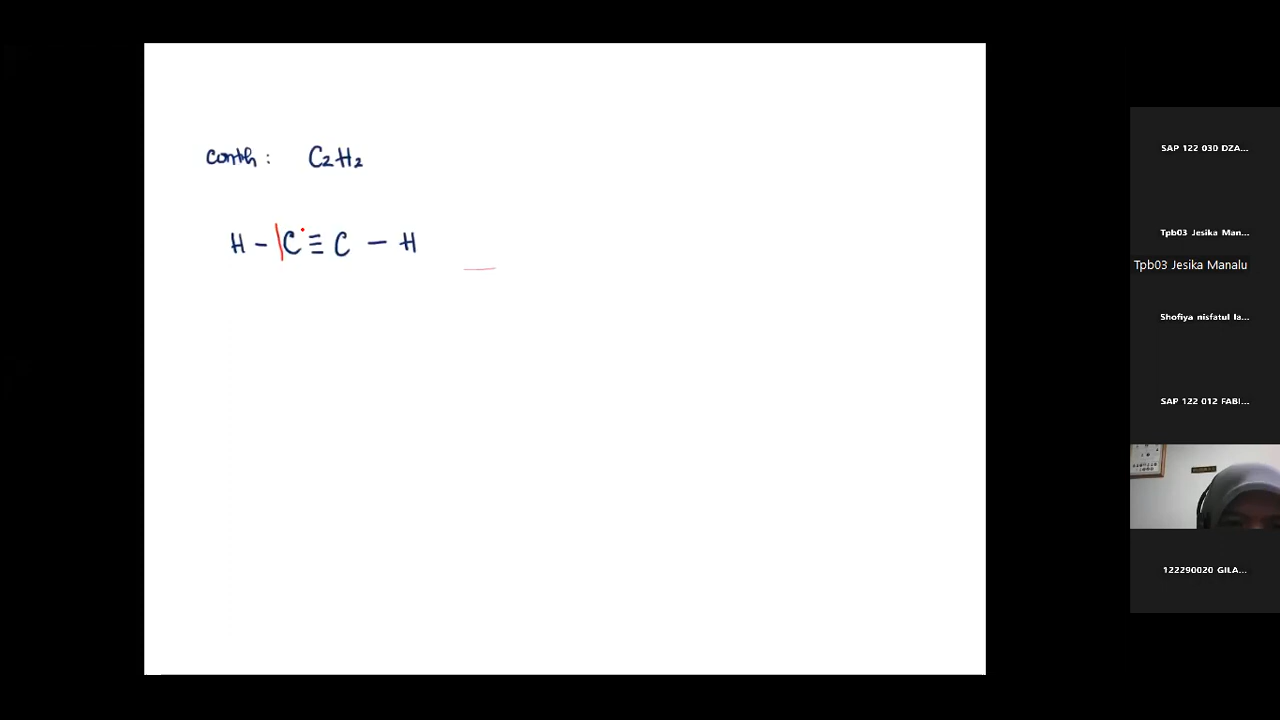 contoh : C2H2
H - C ≡ C - H
SAP 122 030 DZA...
Tpb03 Jesika Man...
Tpb03 Jesika Manalu
Shofiya nisfatul la...
SAP 122 012 FABI...
122290020 GILA...